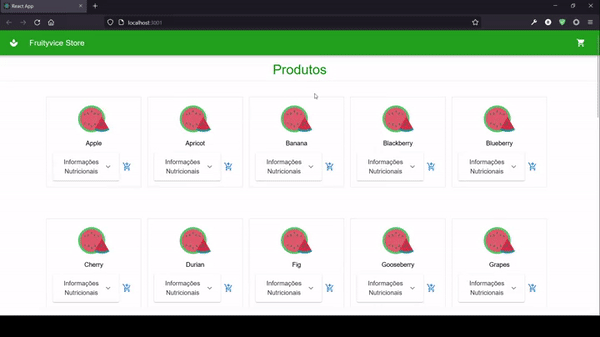 React App
localhost:3001
Fruityvice Store
Produtos
Apple
Apricot
Banana
Blackberry
Blueberry
Informações
Nutricionais
Informações
Nutricionais
Informações
Nutricionais
Informações
Nutricionais
Informações
Nutricionais
Cherry
Durian
Fig
Gooseberry
Grapes
Informações
Nutricionais
Informações
Nutricionais
Informações
Nutricionais
Informações
Nutricionais
Informações
Nutricionais